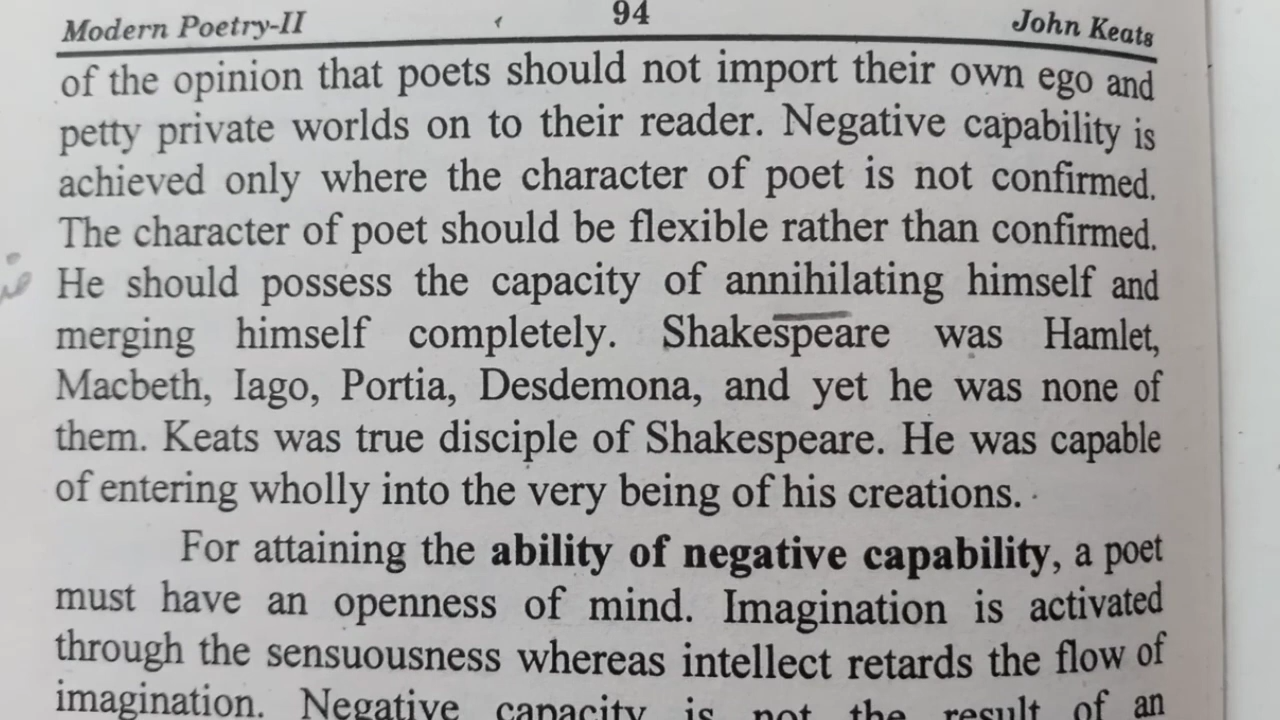 Modern Poetry-II 94 John Keats
of the opinion that poets should not import their own ego and
petty private worlds on to their reader. Negative capability is
achieved only where the character of poet is not confirmed.
The character of poet should be flexible rather than confirmed.
He should possess the capacity of annihilating himself and
merging himself completely. Shakespeare was Hamlet,
Macbeth, Iago, Portia, Desdemona, and yet he was none of
them. Keats was true disciple of Shakespeare. He was capable
of entering wholly into the very being of his creations.
For attaining the ability of negative capability, a poet
must have an openness of mind. Imagination is activated
through the sensuousness whereas intellect retards the flow of
imagination. Negative capacity is not the result of an